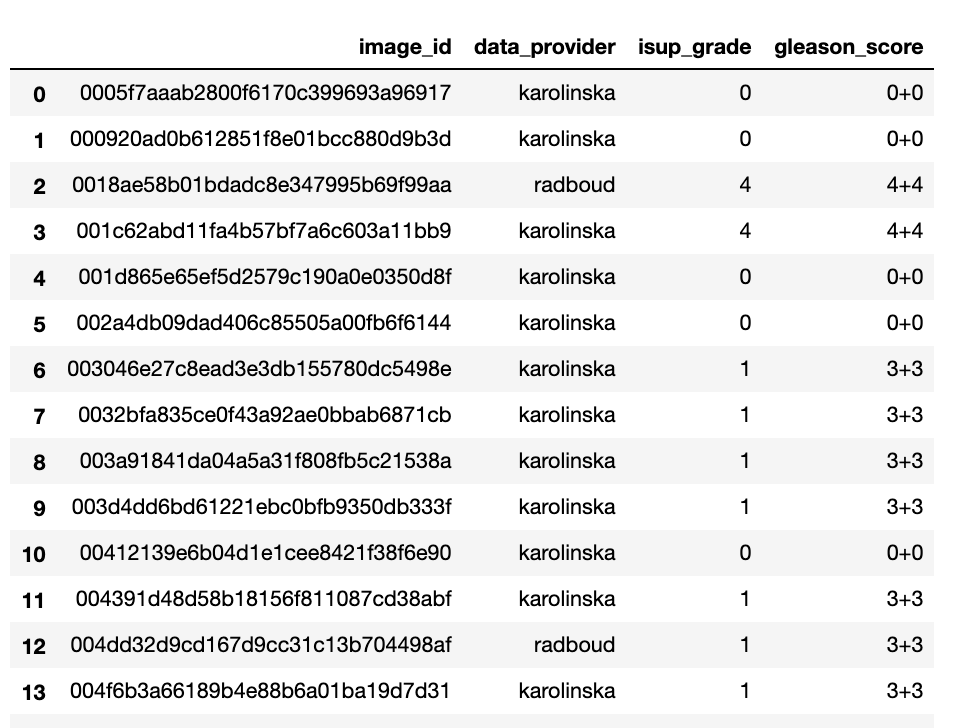 image_id data_provider isup_grade gleason_score
0 0005f7aaab2800f6170c399693a96917 karolinska 0 0+0
1 000920ad0b612851f8e01bcc880d9b3d karolinska 0 0+0
2 0018ae58b01bdadc8e347995b69f99aa radboud 4 4+4
3 001c62abd11fa4b57bf7a6c603a11bb9 karolinska 4 4+4
4 001d865e65ef5d2579c190a0e0350d8f karolinska 0 0+0
5 002a4db09dad406c85505a00fb6f6144 karolinska 0 0+0
6 003046e27c8ead3e3db155780dc5498e karolinska 1 3+3
7 0032bfa835ce0f43a92ae0bbab6871cb karolinska 1 3+3
8 003a91841da04a5a31f808fb5c21538a karolinska 1 3+3
9 003d4dd6bd61221ebc0bfb9350db333f karolinska 1 3+3
10 00412139e6b04d1e1cee8421f38f6e90 karolinska 0 0+0
11 004391d48d58b18156f811087cd38abf karolinska 1 3+3
12 004dd32d9cd167d9cc31c13b704498af radboud 1 3+3
13 004f6b3a66189b4e88b6a01ba19d7d31 karolinska 1 3+3